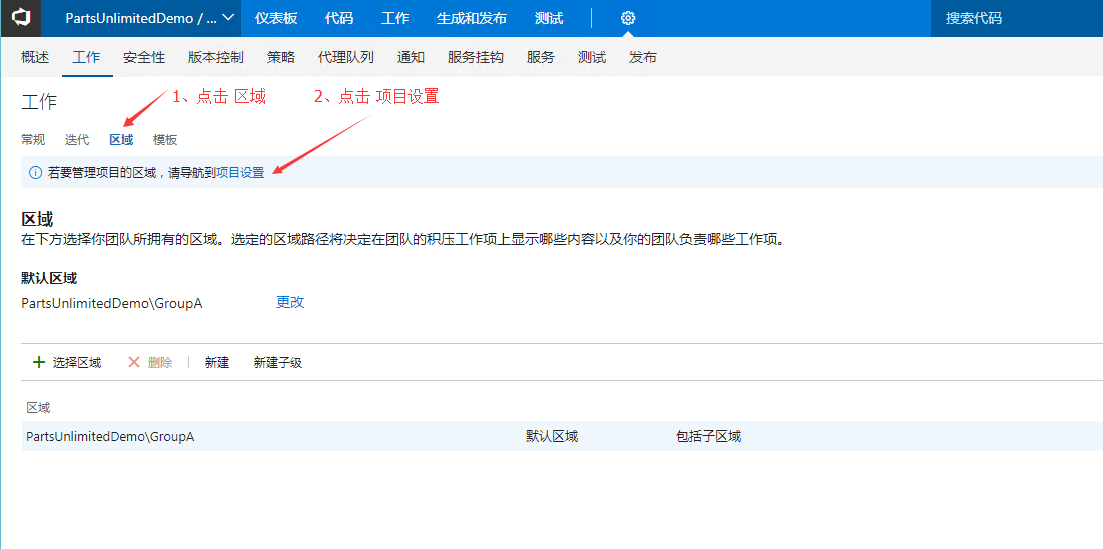 PartsUnlimitedDemo / ... 仪表板 代码 工作 生成和发布 测试 搜索代码
概述 工作 安全性 版本控制 策略 代理队列 通知 服务挂钩 服务 测试 发布
工作 1、点击 区域 2、点击 项目设置
常规 迭代 区域 模板
若要管理项目的区域，请导航到项目设置
区域
在下方选择你团队所拥有的区域。选定的区域路径将决定在团队的积压工作项上显示哪些内容以及你的团队负责哪些工作项。
默认区域
PartsUnlimitedDemo\GroupA 更改
选择区域 删除 新建 新建子级
区域
PartsUnlimitedDemo\GroupA 默认区域 包括子区域